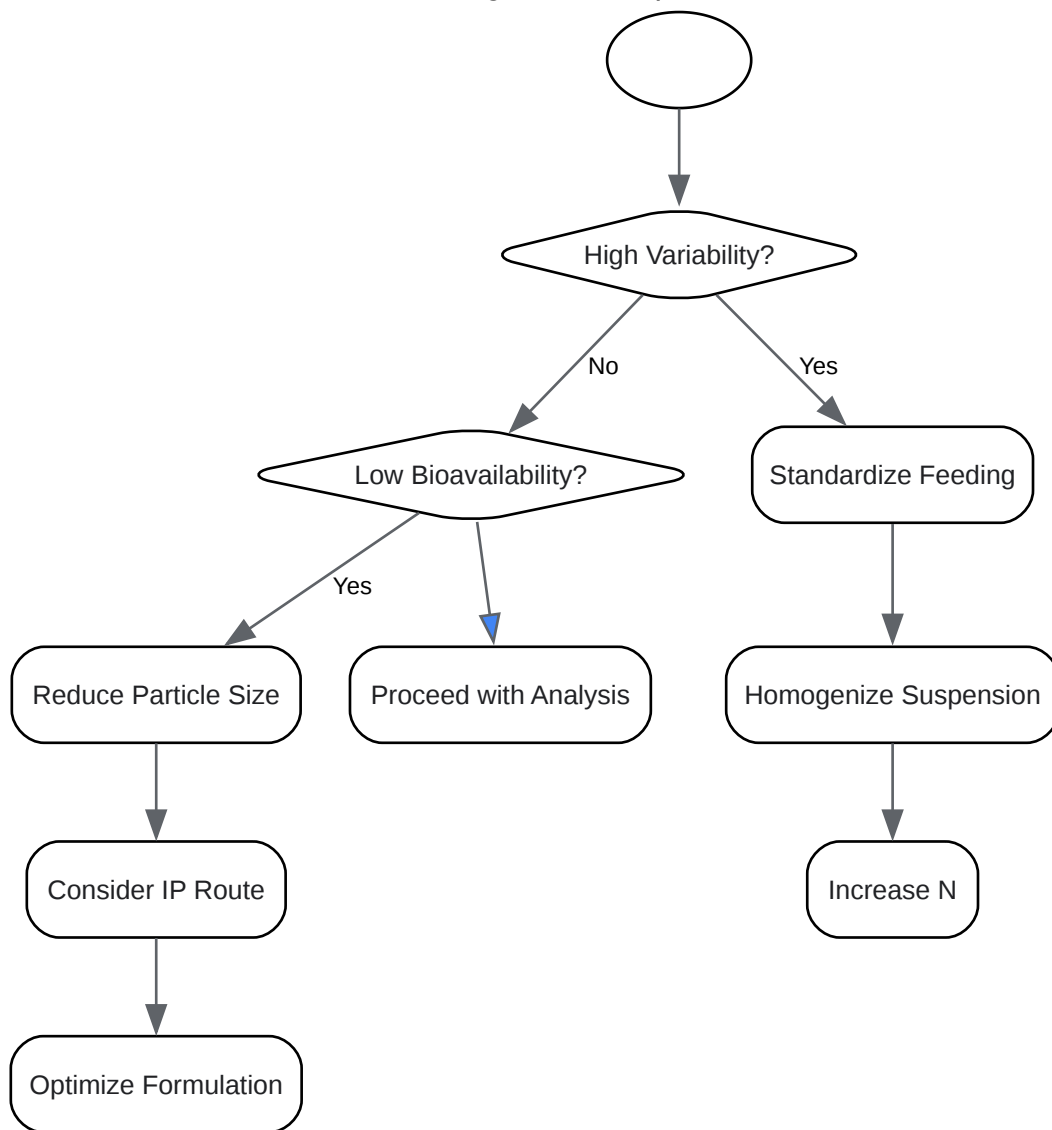 High Variability?
No
Yes
Low Bioavailability?
Standardize Feeding
Yes
Reduce Particle Size
Proceed with Analysis
Homogenize Suspension
Consider IP Route
Increase N
Optimize Formulation